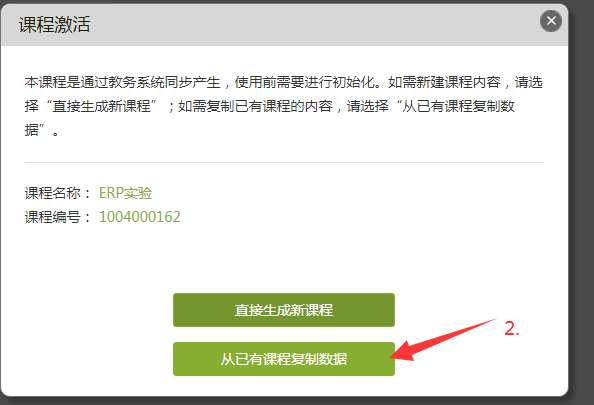 课程激活
本课程是通过教务系统同步产生，使用前需要进行初始化。如需新建课程内容，请选
择“直接生成新课程”；如需复制已有课程的内容，请选择“从已有课程复制数
据”。
课程名称： ERP实验
课程编号： 1004000162
直接生成新课程
2.
从已有课程复制数据